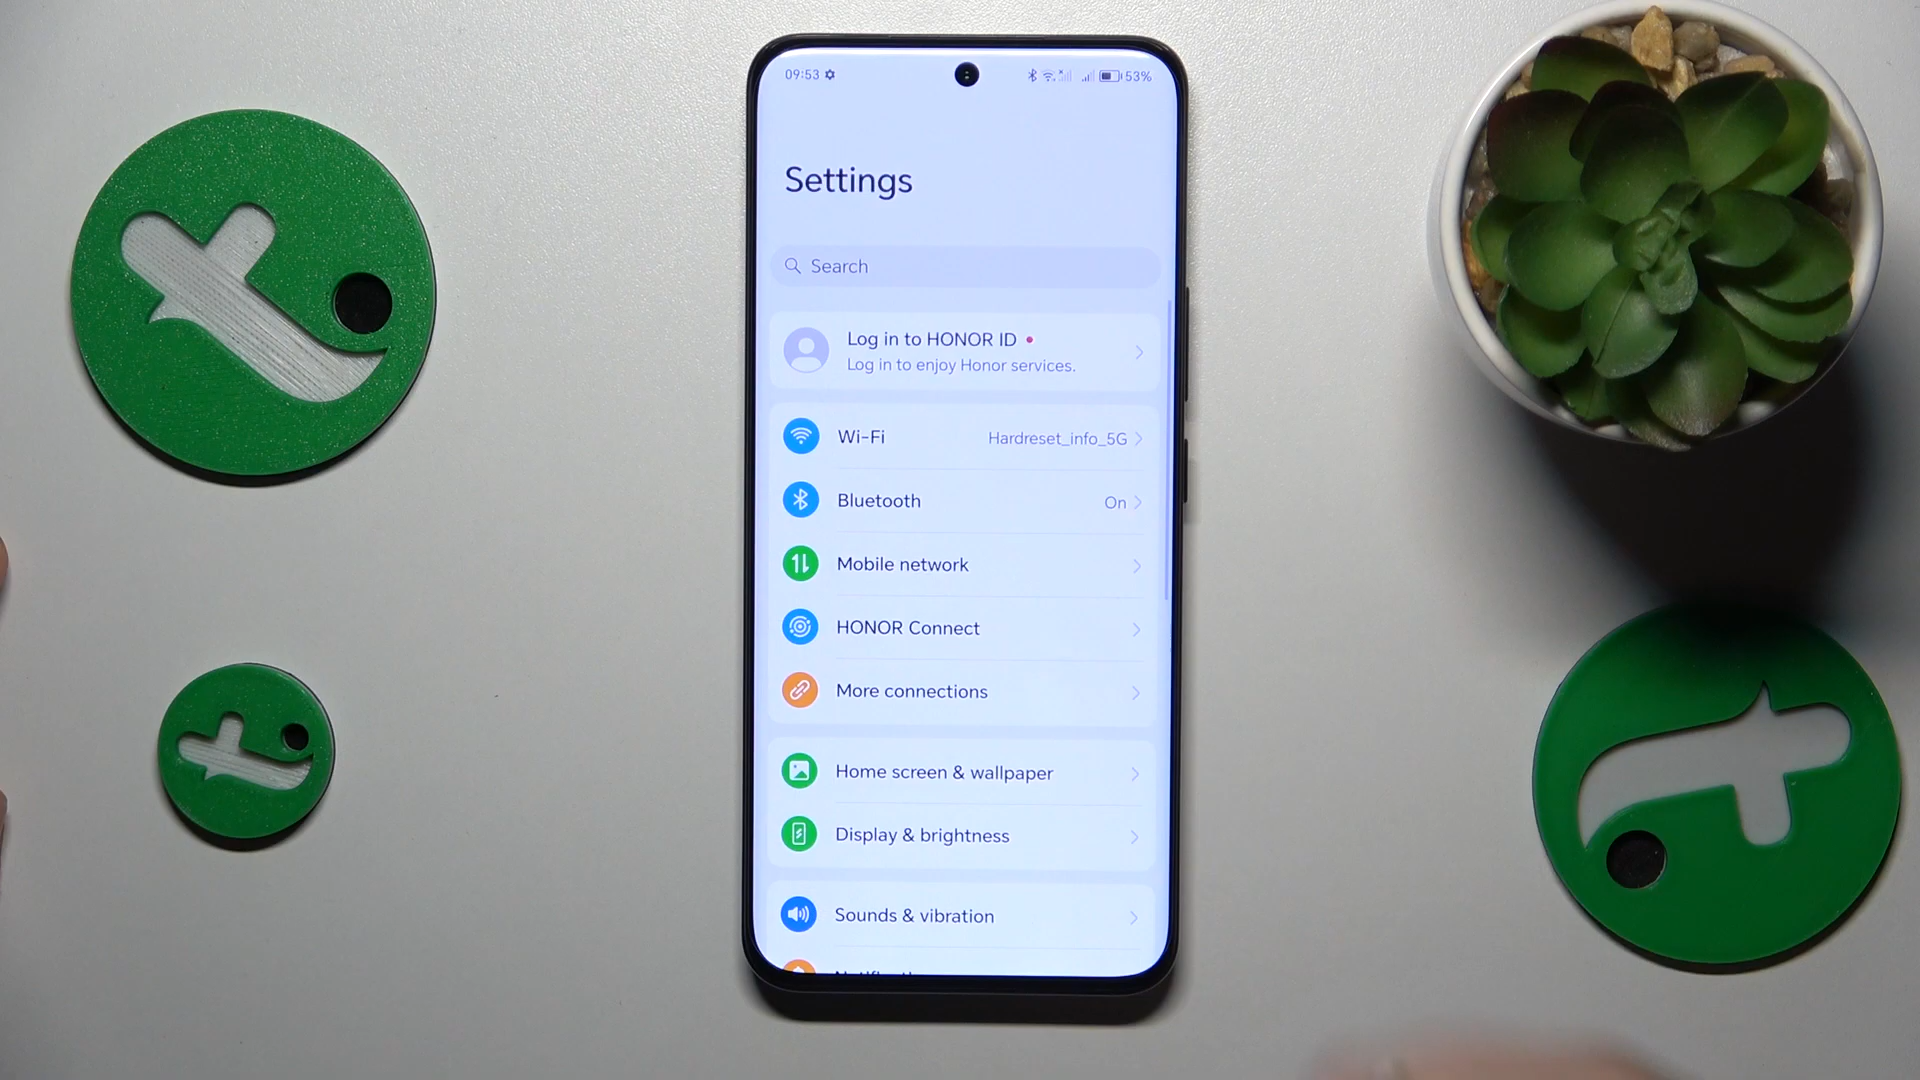 09:53
53%
Settings
Search
Log in to HONOR ID
Log in to enjoy Honor services.
Wi-Fi
Hardreset_info_5G
Bluetooth
On
Mobile network
HONOR Connect
More connections
Home screen & wallpaper
Display & brightness
Sounds & vibration